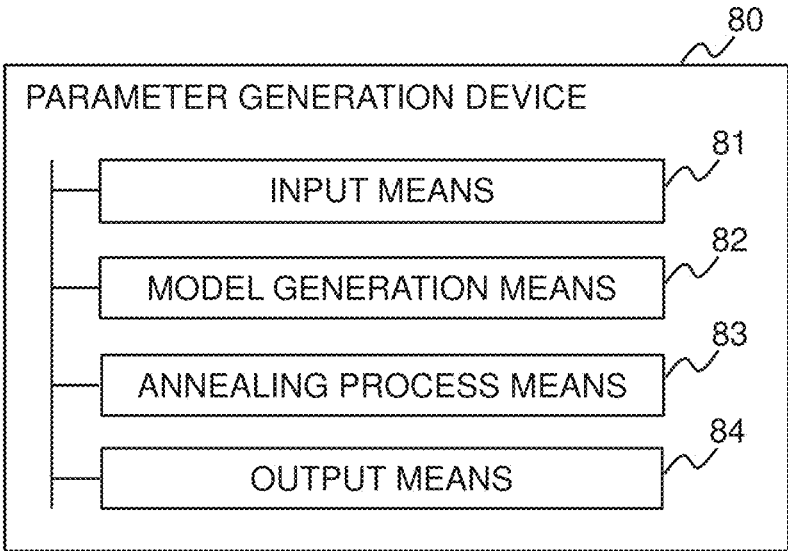 80
PARAMETER GENERATION DEVICE
81
INPUT MEANS
82
MODEL GENERATION MEANS
83
ANNEALING PROCESS MEANS
84
OUTPUT MEANS